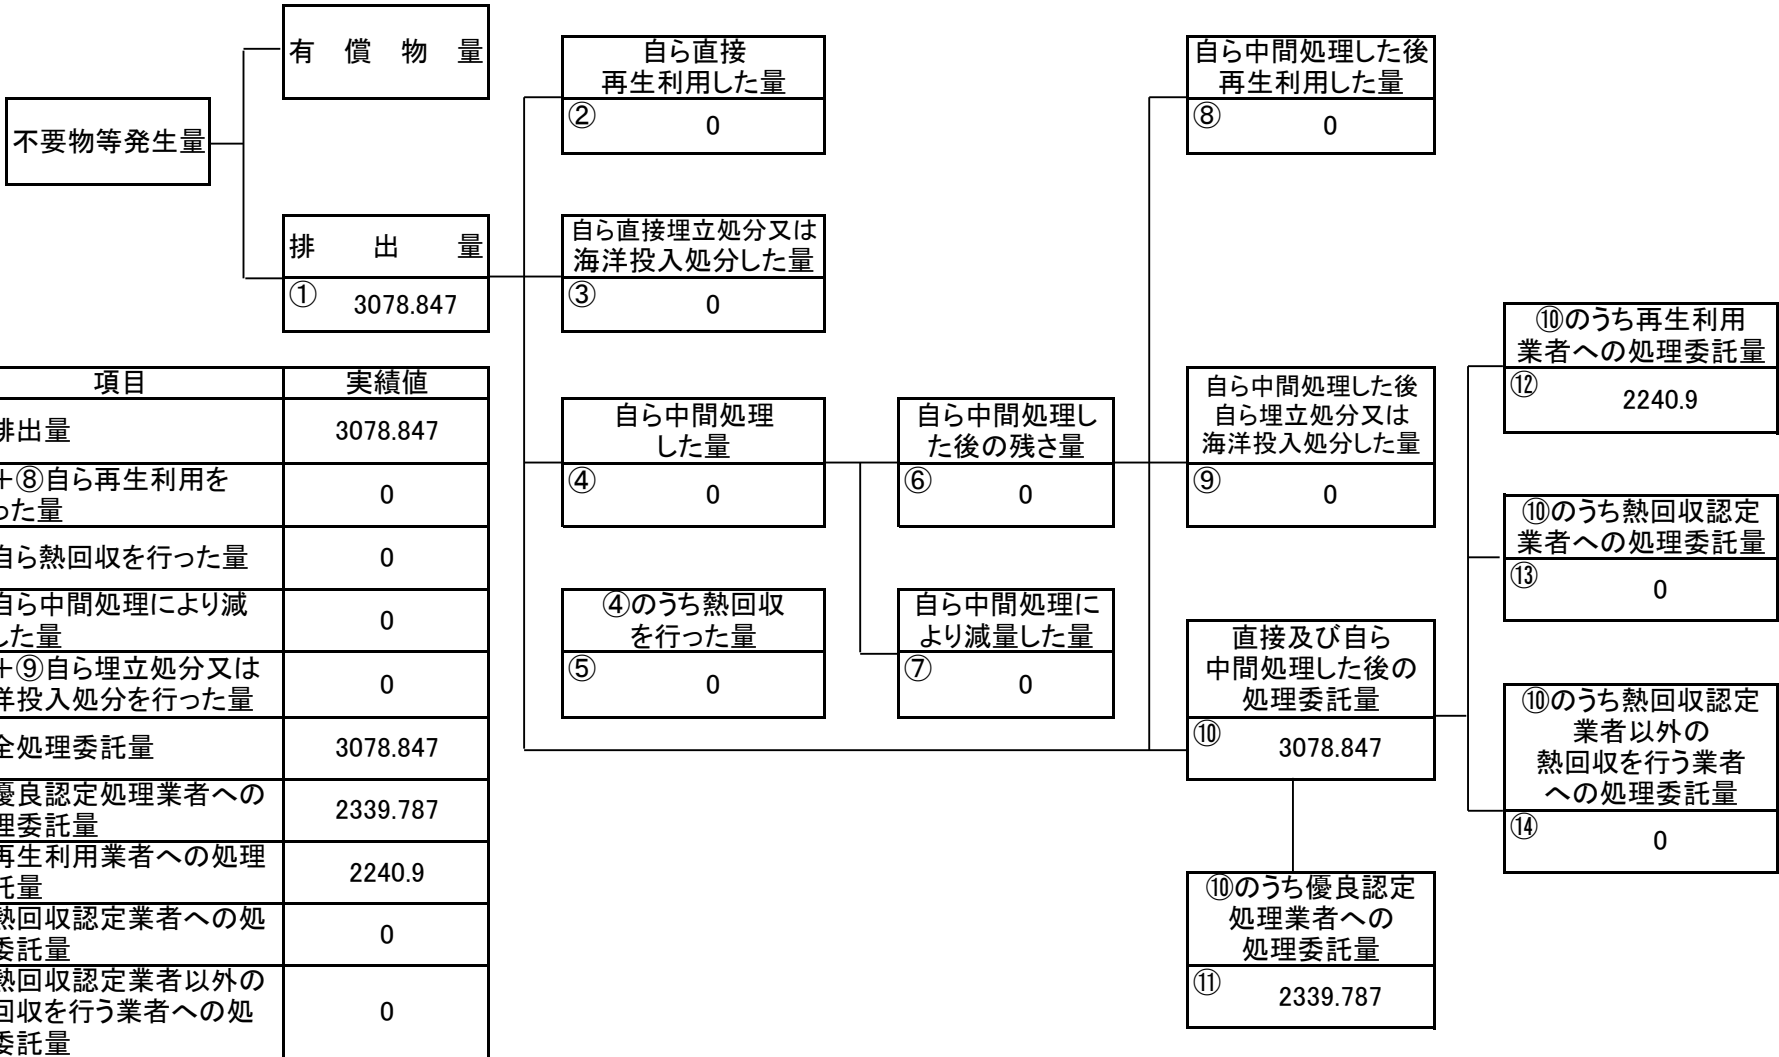 有償物量
不要物等発生量
排出量
① 3078.847
自ら直接
再生利用した量
② 0
自ら直接埋立処分又は
海洋投入処分した量
③ 0
自ら中間処理
した量
④ 0
④のうち熱回収
を行った量
⑤ 0
自ら中間処理し
た後の残さ量
⑥ 0
自ら中間処理に
より減量した量
⑦ 0
自ら中間処理した後
再生利用した量
⑧ 0
自ら中間処理した後
自ら埋立処分又は
海洋投入処分した量
⑨ 0
直接及び自ら
中間処理した後の
処理委託量
⑩ 3078.847
⑩のうち優良認定
処理業者への
処理委託量
⑪ 2339.787
⑩のうち再生利用
業者への処理委託量
⑫ 2240.9
⑩のうち熱回収認定
業者への処理委託量
⑬ 0
⑩のうち熱回収認定
業者以外の
熱回収を行う業者
への処理委託量
⑭ 0
項目 実績値
排出量 3078.847
+⑧自ら再生利用を
った量 0
自ら熱回収を行った量 0
自ら中間処理により減
した量 0
+⑨自ら埋立処分又は
洋投入処分を行った量 0
全処理委託量 3078.847
優良認定処理業者への
理委託量 2339.787
再生利用業者への処理
託量 2240.9
熱回収認定業者への処
委託量 0
熱回収認定業者以外の
回収を行う業者への処
委託量 0